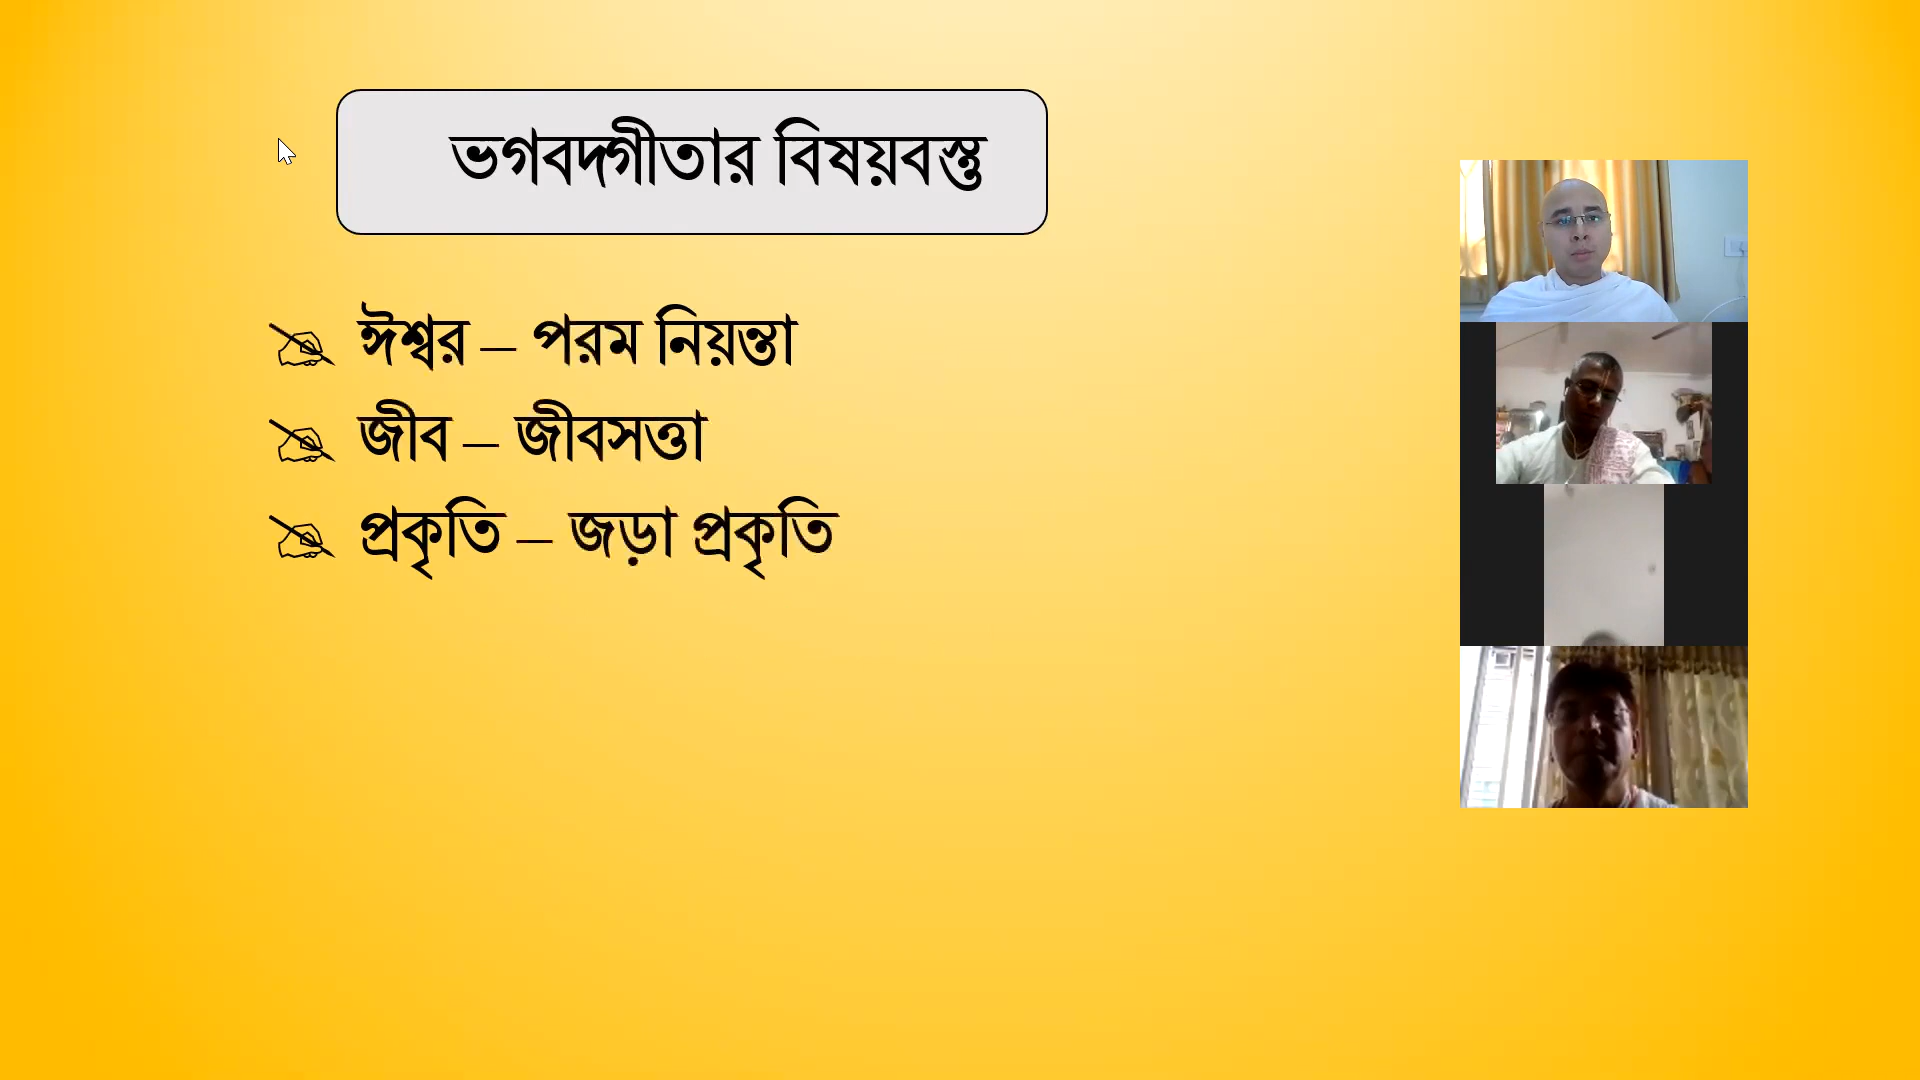 ভগবদ্গীতার বিষয়বস্তু
ঈশ্বর – পরম নিয়ন্তা
জীব – জীবসত্তা
প্রকৃতি – জড়া প্রকৃতি